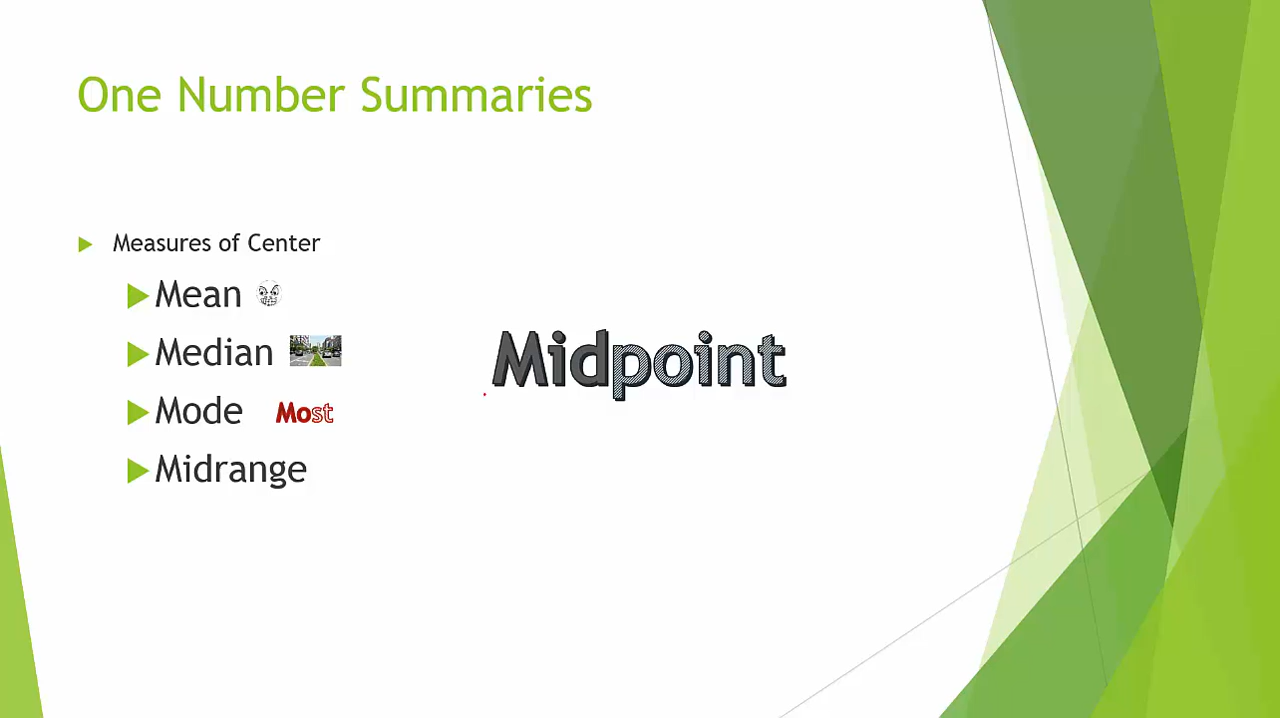 One Number Summaries
Measures of Center
Mean
Median
Mode Most
Midrange
Midpoint